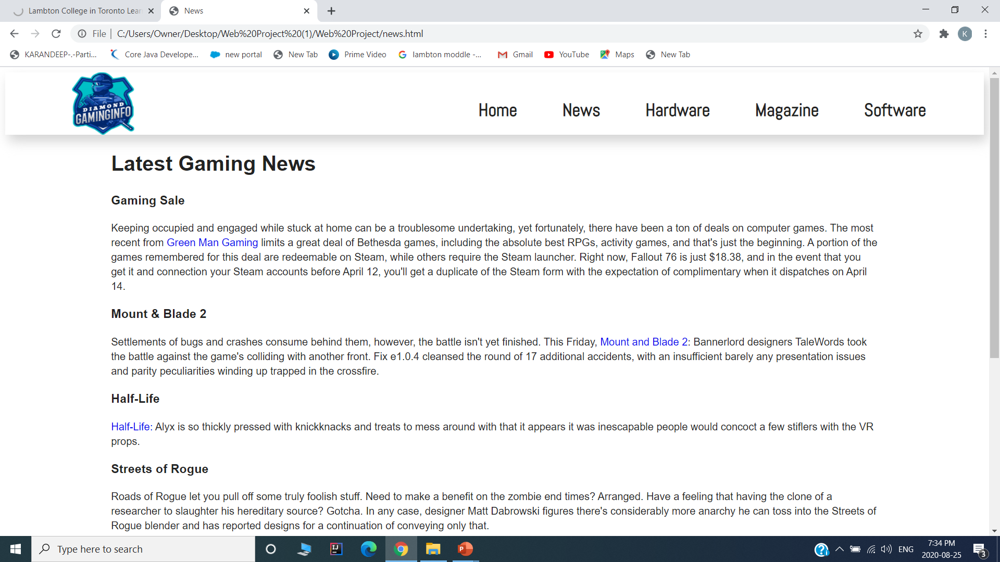 Lambton College in Toronto Lear
News
File
C:/Users/Owner/Desktop/Web%20Project%20(1)/Web%20Project/news.html
K
KARANDEEP-.-Parti...
Core Java Develope...
new portal
New Tab
Prime Video
lambton moddle -...
Gmail
YouTube
Maps
New Tab
DIAMOND
GAMINGINFO
Home
News
Hardware
Magazine
Software
Latest Gaming News
Gaming Sale
Keeping occupied and engaged while stuck at home can be a troublesome undertaking, yet fortunately, there have been a ton of deals on computer games. The most
recent from Green Man Gaming limits a great deal of Bethesda games, including the absolute best RPGs, activity games, and that's just the beginning. A portion of the
games remembered for this deal are redeemable on Steam, while others require the Steam launcher. Right now, Fallout 76 is just $18.38, and in the event that you
get it and connection your Steam accounts before April 12, you'll get a duplicate of the Steam form with the expectation of complimentary when it dispatches on April
14.
Mount & Blade 2
Settlements of bugs and crashes consume behind them, however, the battle isn't yet finished. This Friday, Mount and Blade 2: Bannerlord designers TaleWords took
the battle against the game's colliding with another front. Fix e1.0.4 cleansed the round of 17 additional accidents, with an insufficient barely any presentation issues
and parity peculiarities winding up trapped in the crossfire.
Half-Life
Half-Life: Alyx is so thickly pressed with knickknacks and treats to mess around with that it appears it was inescapable people would concoct a few stiflers with the VR
props.
Streets of Rogue
Roads of Rogue let you pull off some truly foolish stuff. Need to make a benefit on the zombie end times? Arranged. Have a feeling that having the clone of a
researcher to slaughter his hereditary source? Gotcha. In any case, designer Matt Dabrowski figures there's considerably more anarchy he can toss into the Streets of
Rogue blender and has reported designs for a continuation of conveying only that.
Type here to search
IJ
P
ENG
7:34 PM
2020-08-25
3